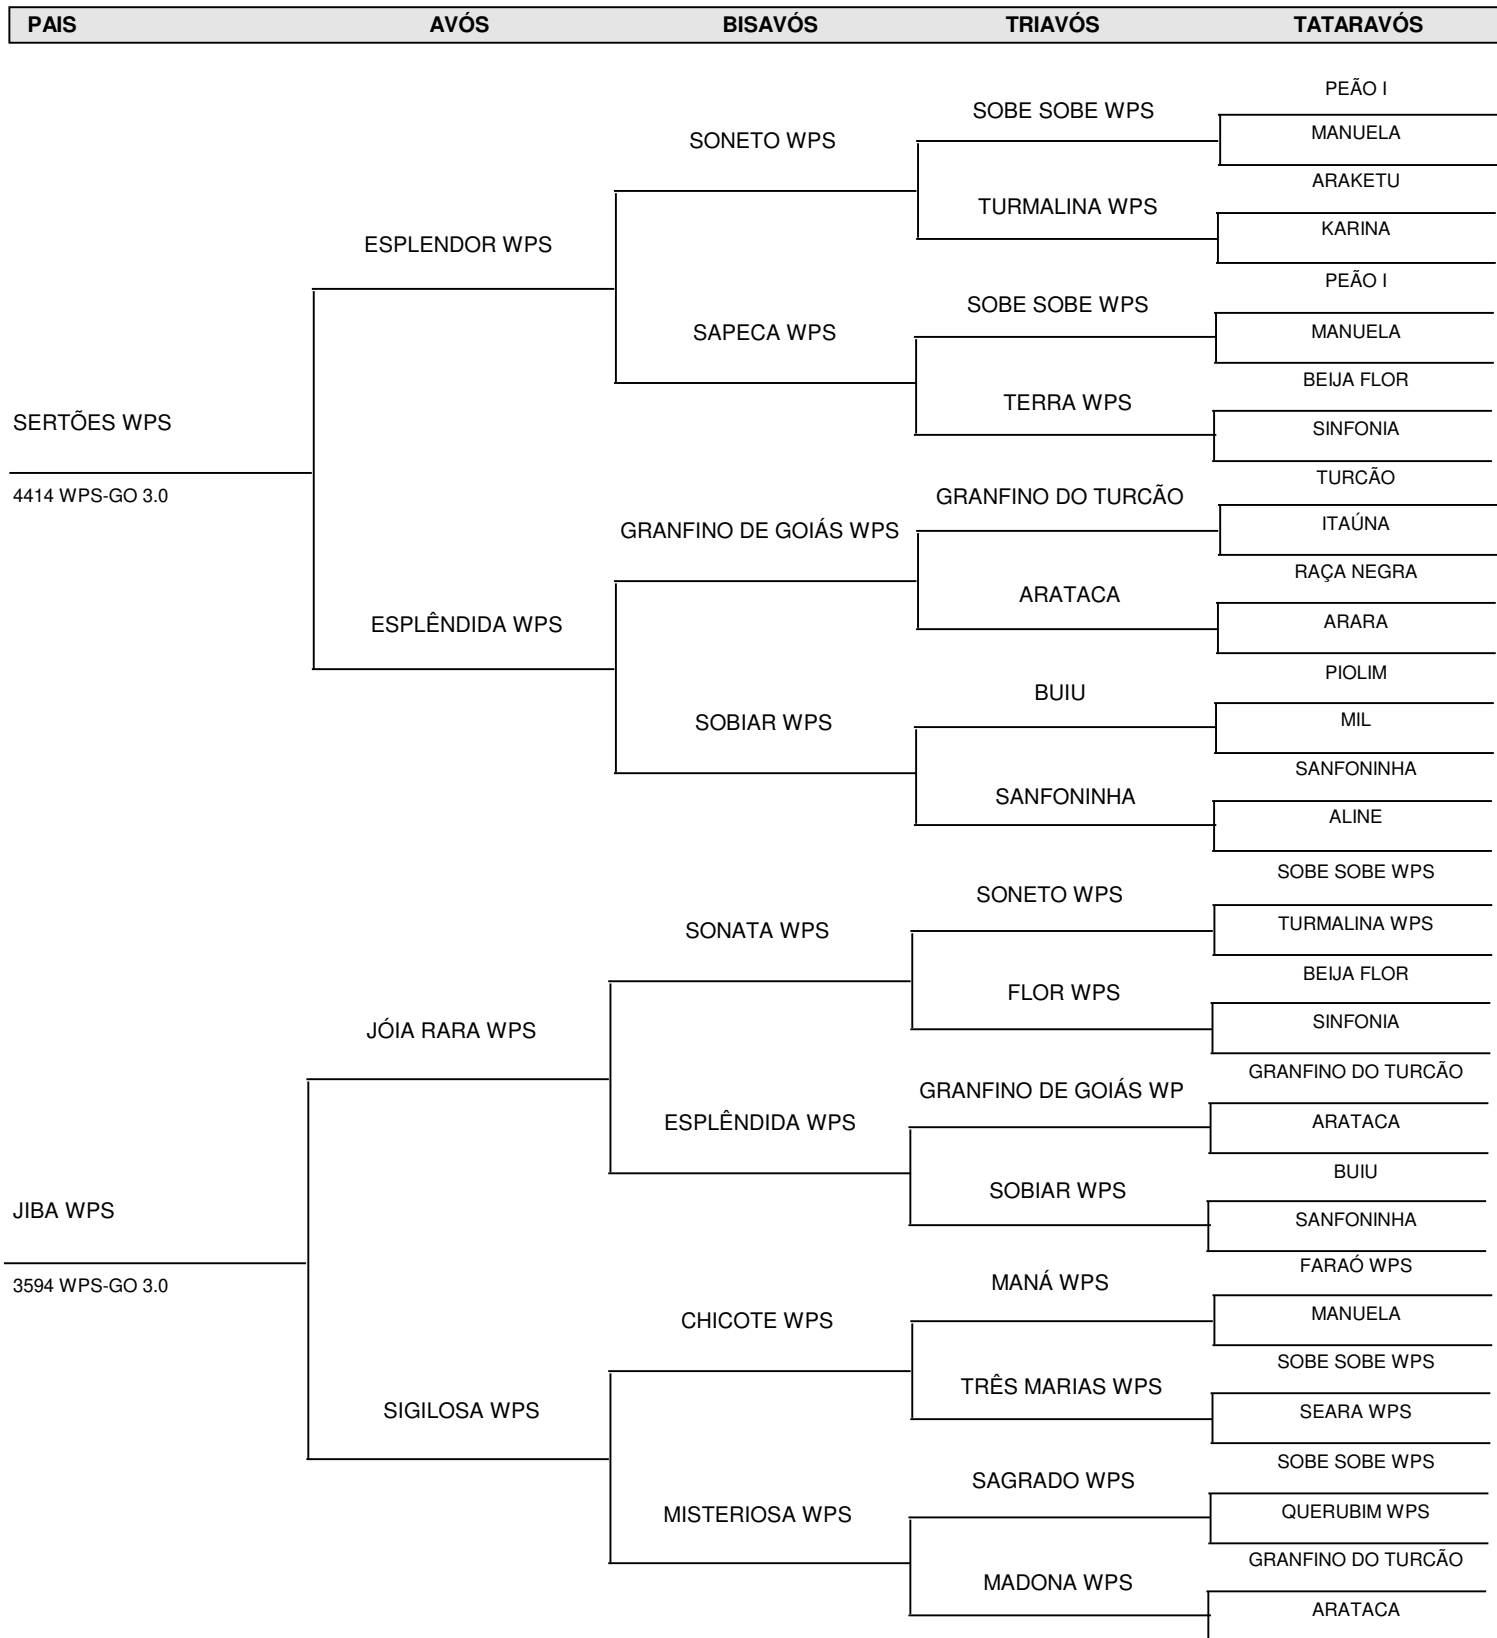 PAIS AVÓS BISAVÓS TRIAVÓS TATARAVÓS
PEÃO I
SOBE SOBE WPS
MANUELA
SONETO WPS
ARAKETU
TURMALINA WPS
KARINA
ESPLENDOR WPS
PEÃO I
SOBE SOBE WPS
MANUELA
SAPECA WPS
BEIJA FLOR
TERRA WPS
SINFONIA
SERTÕES WPS
4414 WPS-GO 3.0
TURCÃO
GRANFINO DO TURCÃO
ITAÚNA
GRANFINO DE GOIÁS WPS
RAÇA NEGRA
ARATACA
ARARA
ESPLÊNDIDA WPS
PIOLIM
BUIU
MIL
SOBIAR WPS
SANFONINHA
SANFONINHA
ALINE
SOBE SOBE WPS
SONETO WPS
TURMALINA WPS
SONATA WPS
BEIJA FLOR
FLOR WPS
SINFONIA
JÓIA RARA WPS
GRANFINO DO TURCÃO
GRANFINO DE GOIÁS WP
ARATACA
ESPLÊNDIDA WPS
BUIU
SOBIAR WPS
SANFONINHA
JIBA WPS
3594 WPS-GO 3.0
FARAÓ WPS
MANÁ WPS
MANUELA
CHICOTE WPS
SOBE SOBE WPS
TRÊS MARIAS WPS
SEARA WPS
SIGILOSA WPS
SOBE SOBE WPS
SAGRADO WPS
QUERUBIM WPS
MISTERIOSA WPS
GRANFINO DO TURCÃO
MADONA WPS
ARATACA